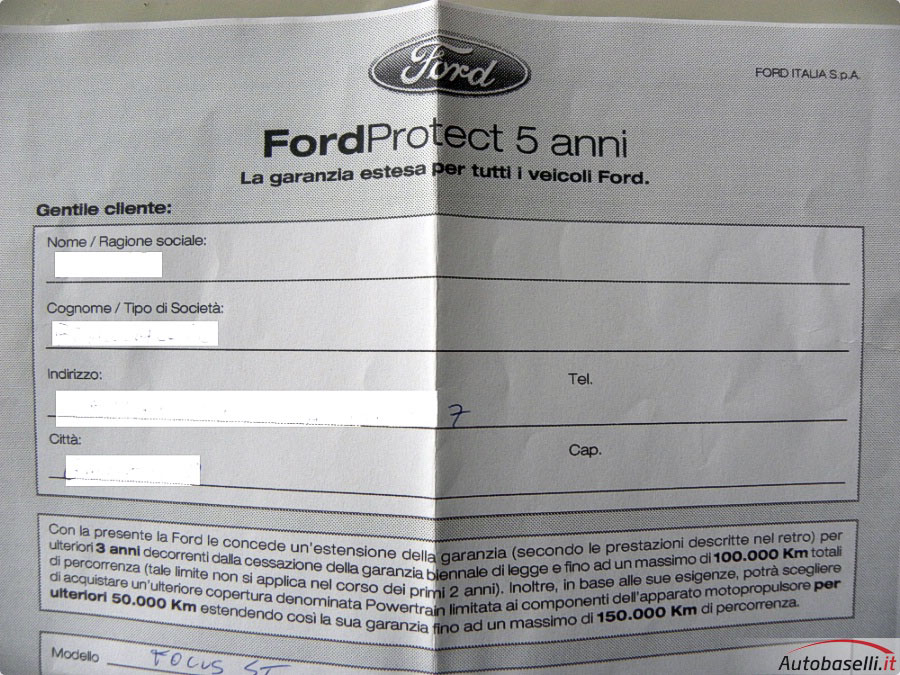 Ford
FORD ITALIA S.p.A.
FordProtect 5 anni
La garanzia estesa per tutti i veicoli Ford.
Gentile cliente:
Nome / Ragione sociale:
Cognome / Tipo di Società:
Indirizzo:
Tel.
7
Città:
Cap.
Con la presente la Ford le concede un'estensione della garanzia (secondo le prestazioni descritte nel retro) per
ulteriori 3 anni decorrenti dalla cessazione della garanzia biennale di legge e fino ad un massimo di 100.000 Km totali
di percorrenza (tale limite non si applica nel corso dei primi 2 anni). Inoltre, in base alle sue esigenze, potrà scegliere
di acquistare un'ulteriore copertura denominata Powertrain limitata ai componenti dell'apparato motopropulsore per
ulteriori 50.000 Km estendendo così la sua garanzia fino ad un massimo di 150.000 Km di percorrenza.
Modello FOCUS ST
Autobaselli.it